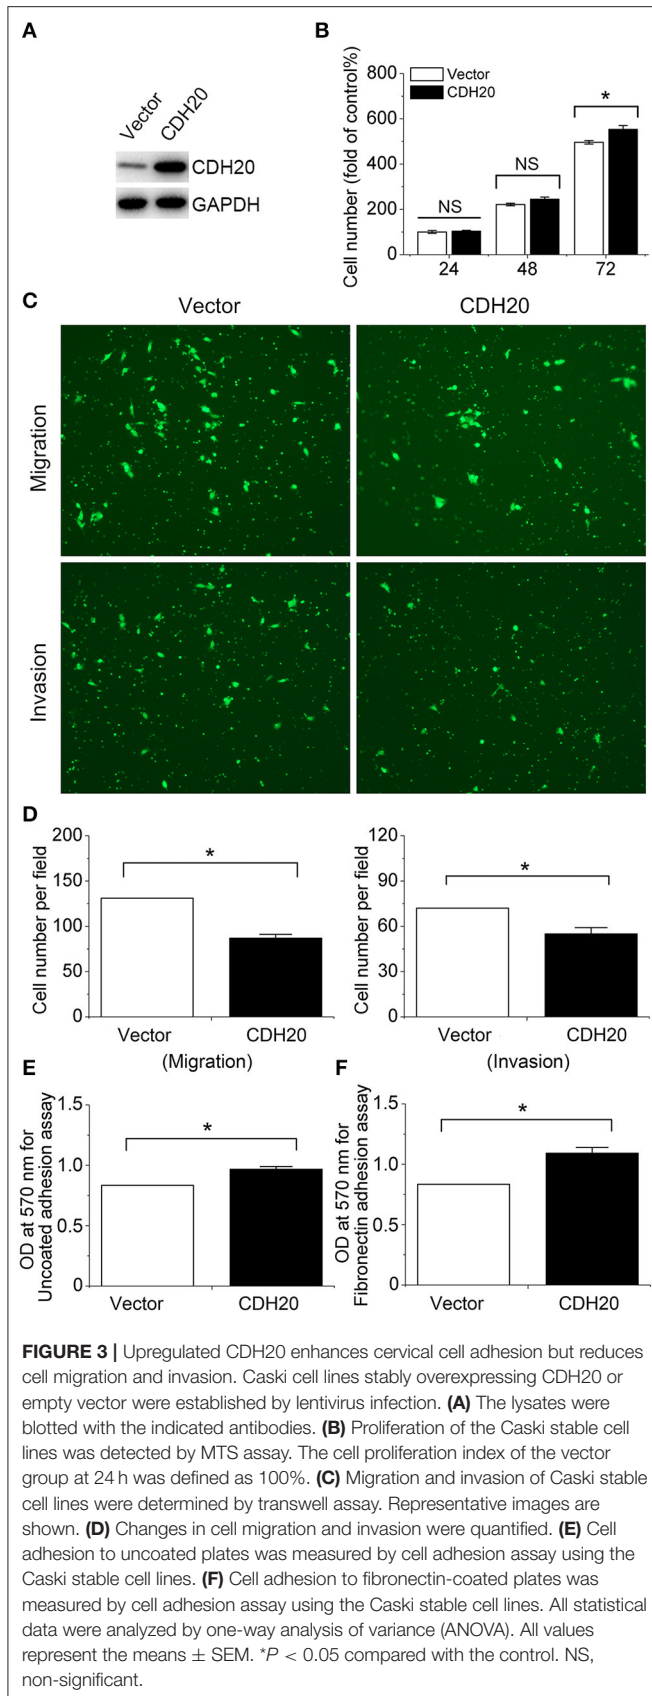 A
Vector
CDH20
CDH20
GAPDH
B
Cell number (fold of control%)
800
600
400
200
0
Vector
CDH20
NS
NS
*
24
48
72
C
Vector
CDH20
Migration
Invasion
D
Cell number per field
200
150
100
50
0
*
Vector
CDH20
(Migration)
Cell number per field
120
90
60
30
0
*
Vector
CDH20
(Invasion)
E
OD at 570 nm for
Uncoated adhesion assay
1.5
1.0
0.5
0
*
Vector
CDH20
F
OD at 570 nm for
Fibronectin adhesion assay
1.5
1.0
0.5
0
*
Vector
CDH20
FIGURE 3 | Upregulated CDH20 enhances cervical cell adhesion but reduces
cell migration and invasion. Caski cell lines stably overexpressing CDH20 or
empty vector were established by lentivirus infection. (A) The lysates were
blotted with the indicated antibodies. (B) Proliferation of the Caski stable cell
lines was detected by MTS assay. The cell proliferation index of the vector
group at 24 h was defined as 100%. (C) Migration and invasion of Caski stable
cell lines were determined by transwell assay. Representative images are
shown. (D) Changes in cell migration and invasion were quantified. (E) Cell
adhesion to uncoated plates was measured by cell adhesion assay using the
Caski stable cell lines. (F) Cell adhesion to fibronectin-coated plates was
measured by cell adhesion assay using the Caski stable cell lines. All statistical
data were analyzed by one-way analysis of variance (ANOVA). All values
represent the means ± SEM. *P < 0.05 compared with the control. NS,
non-significant.